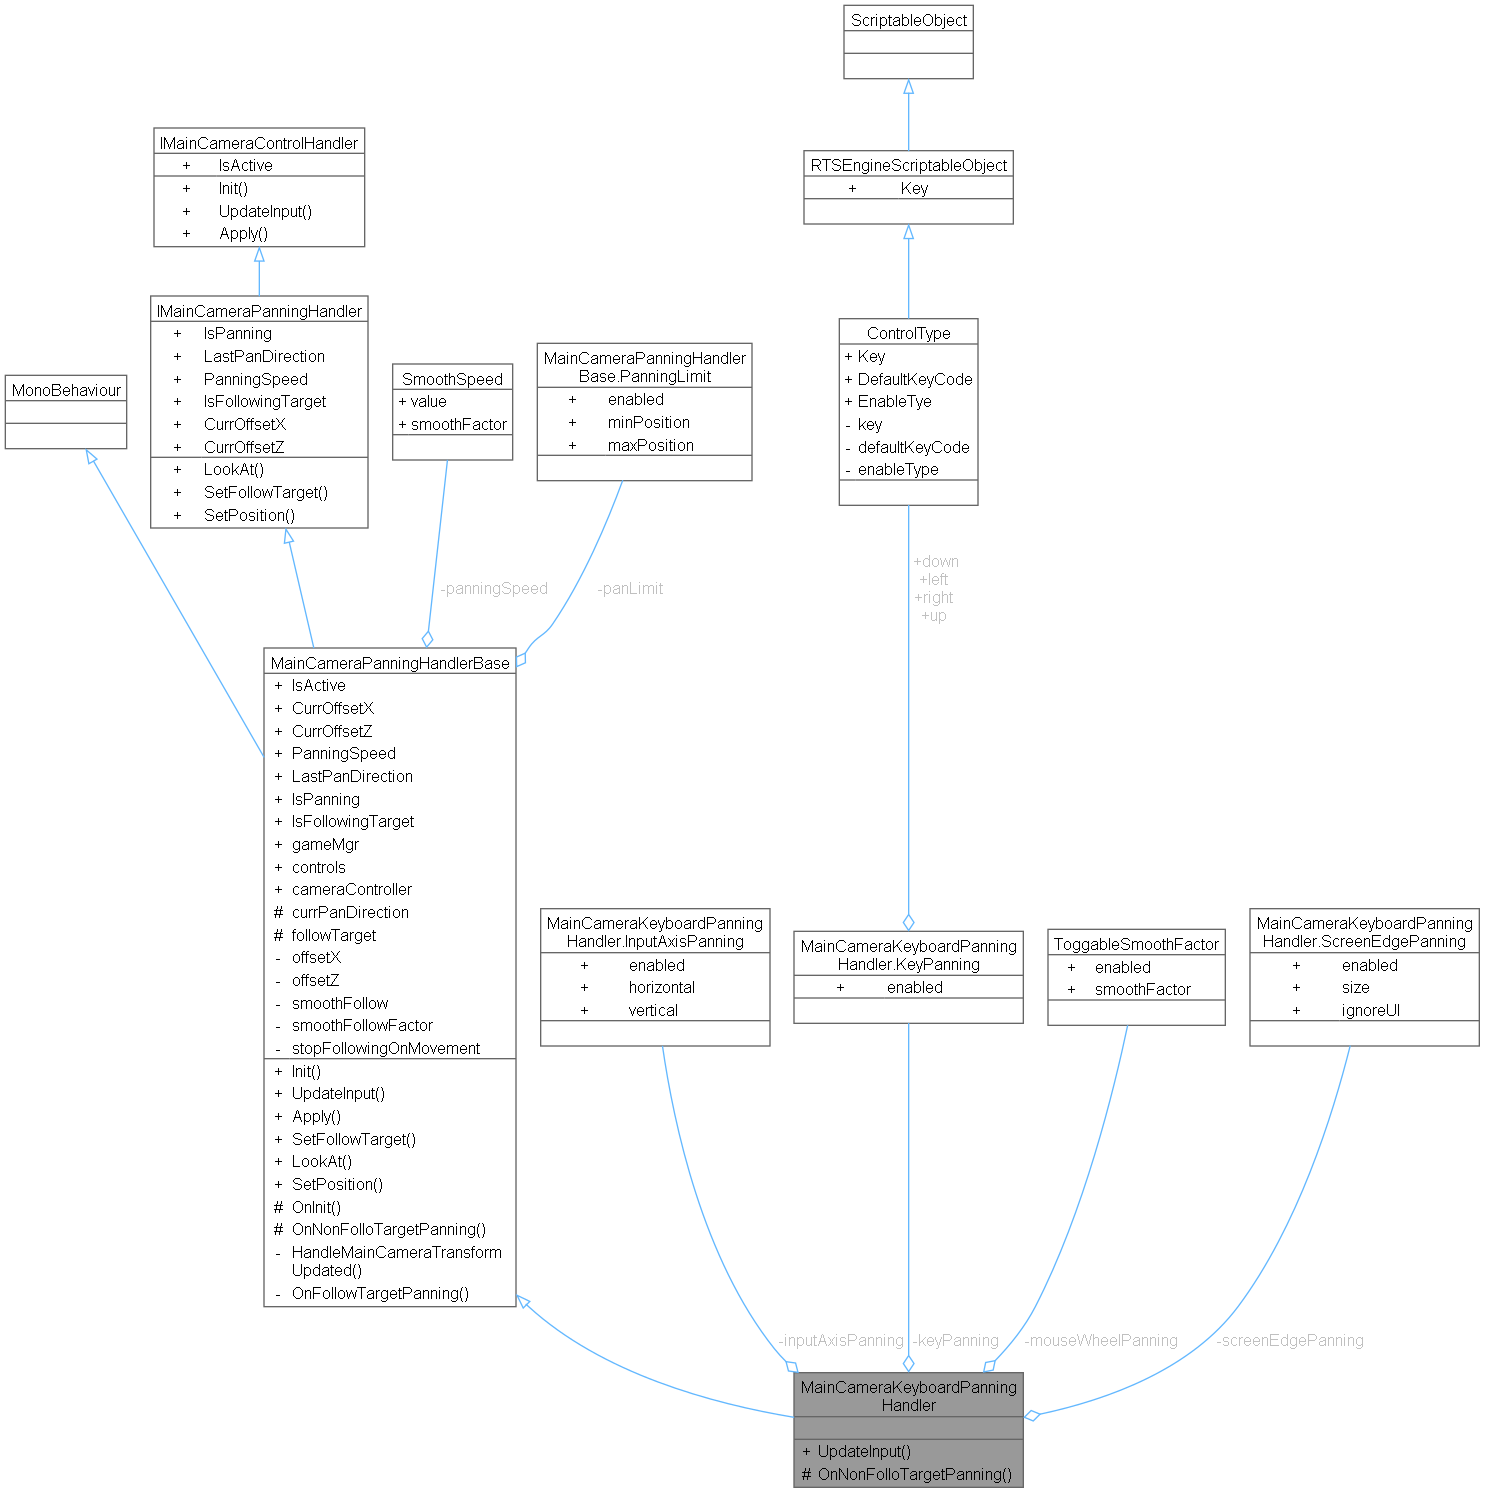 ScriptableObject
IMainCameraControlHandler
+ IsActive
+ Init()
+ UpdateInput()
+ Apply()
RTSEngineScriptableObject
+ Key
IMainCameraPanningHandler
+ IsPanning
+ LastPanDirection
+ PanningSpeed
+ IsFollowingTarget
+ CurrOffsetX
+ CurrOffsetZ
+ LookAt()
+ SetFollowTarget()
+ SetPosition()
MonoBehaviour
SmoothSpeed
+ value
+ smoothFactor
MainCameraPanningHandler
Base.PanningLimit
+ enabled
+ minPosition
+ maxPosition
ControlType
+ Key
+ DefaultKeyCode
+ EnableTye
- key
- defaultKeyCode
- enableType
-panningSpeed
-panLimit
+down
+left
+right
+up
MainCameraPanningHandlerBase
+ IsActive
+ CurrOffsetX
+ CurrOffsetZ
+ PanningSpeed
+ LastPanDirection
+ IsPanning
+ IsFollowingTarget
+ gameMgr
+ controls
+ cameraController
# currPanDirection
# followTarget
- offsetX
- offsetZ
- smoothFollow
- smoothFollowFactor
- stopFollowingOnMovement
+ Init()
+ UpdateInput()
+ Apply()
+ SetFollowTarget()
+ LookAt()
+ SetPosition()
# OnInit()
# OnNonFolloTargetPanning()
- HandleMainCameraTransform
Updated()
- OnFollowTargetPanning()
MainCameraKeyboardPanning
Handler.InputAxisPanning
+ enabled
+ horizontal
+ vertical
MainCameraKeyboardPanning
Handler.KeyPanning
+ enabled
ToggableSmoothFactor
+ enabled
+ smoothFactor
MainCameraKeyboardPanning
Handler.ScreenEdgePanning
+ enabled
+ size
+ ignoreUI
-inputAxisPanning
-keyPanning
-mouseWheelPanning
-screenEdgePanning
MainCameraKeyboardPanning
Handler
+ UpdateInput()
# OnNonFolloTargetPanning()